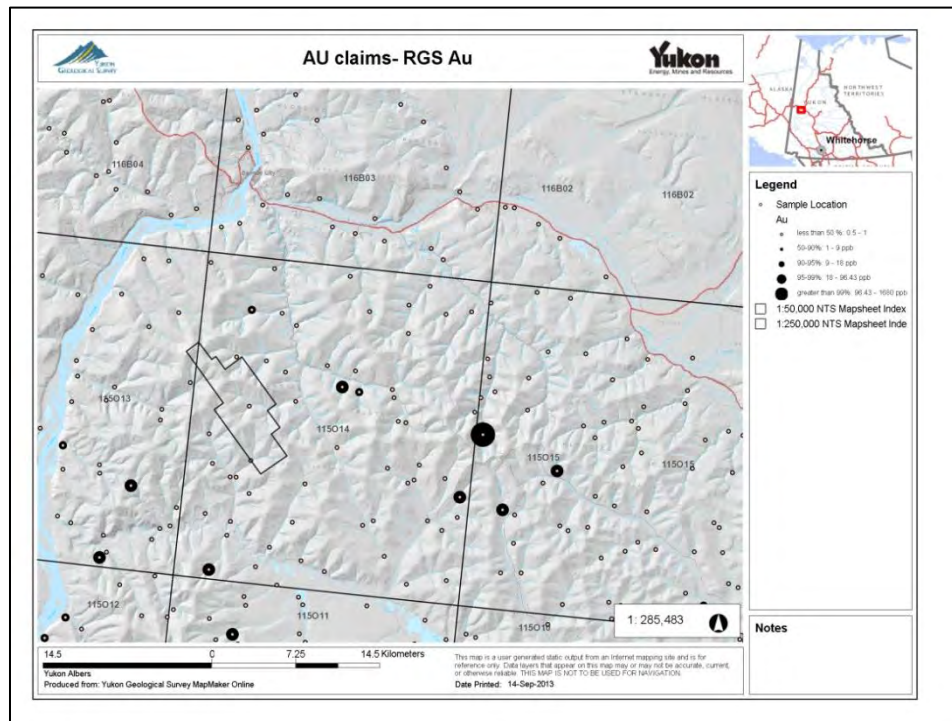 YUKON
GEOLOGICAL SURVEY
AU claims- RGS Au
Yukon
Energy, Mines and Resources
ALASKA
YUKON
NORTHWEST
TERRITORIES
Whitehorse
116B04
116B03
116B02
116B02
115O13
115O14
115O15
115O15
115O12
115O11
1: 285,483
Legend
Sample Location
Au
less than 50 %: 0.5 - 1
50-90%: 1 - 9 ppb
90-95%: 9 - 18 ppb
95-99%: 18 - 96.43 ppb
greater than 99%: 96.43 - 1680 ppb
1:50,000 NTS Mapsheet Index
1:250,000 NTS Mapsheet Inde
Notes
14.5 0 7.25 14.5 Kilometers
Yukon Albers
Produced from: Yukon Geological Survey MapMaker Online
This map is a user generated static output from an Internet mapping site and is for
reference only. Data layers that appear on this map may or may not be accurate, current,
or otherwise reliable. THIS MAP IS NOT TO BE USED FOR NAVIGATION.
Date Printed: 14-Sep-2013